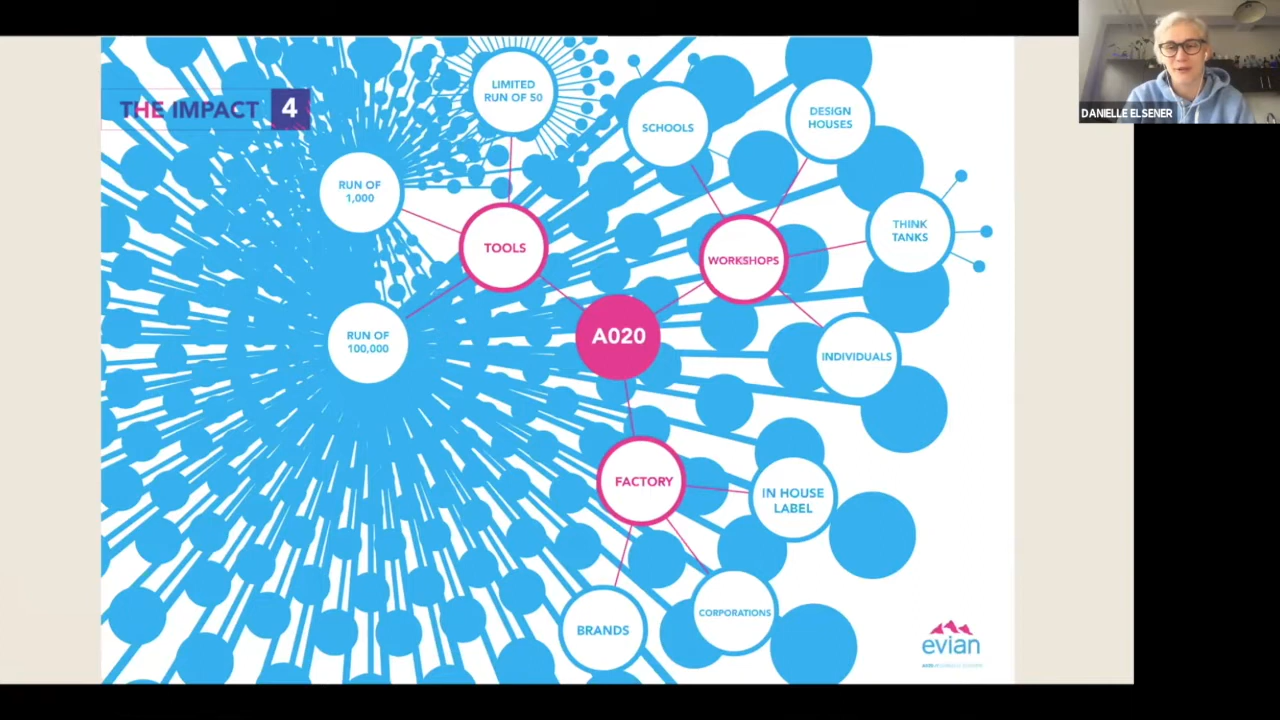 DANIELLE ELSENER
THE IMPACT 4
LIMITED
RUN OF 50
RUN OF
1,000
TOOLS
RUN OF
100,000
A020
SCHOOLS
DESIGN
HOUSES
THINK
TANKS
WORKSHOPS
INDIVIDUALS
FACTORY
IN HOUSE
LABEL
CORPORATIONS
BRANDS
evian